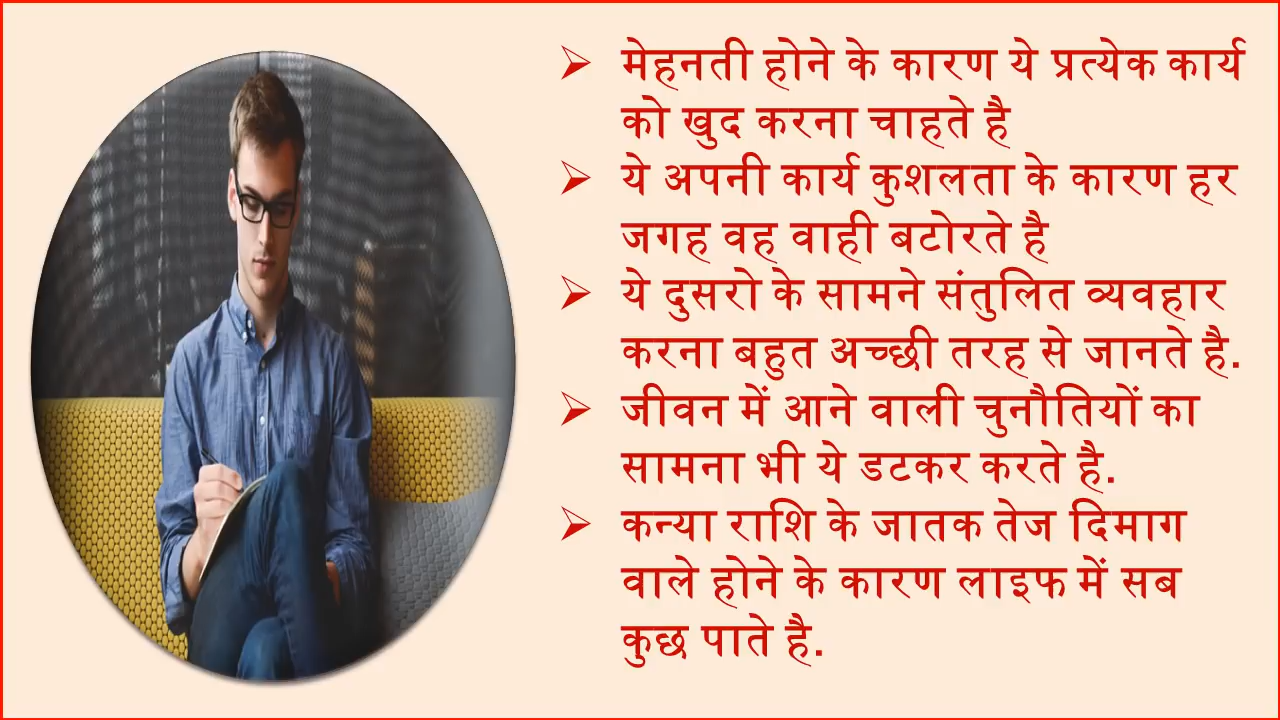 ➢ मेहनती होने के कारण ये प्रत्येक कार्य
को खुद करना चाहते है
➢ ये अपनी कार्य कुशलता के कारण हर
जगह वह वाही बटोरते है
➢ ये दुसरो के सामने संतुलित व्यवहार
करना बहुत अच्छी तरह से जानते है.
➢ जीवन में आने वाली चुनौतियों का
सामना भी ये डटकर करते है.
➢ कन्या राशि के जातक तेज दिमाग
वाले होने के कारण लाइफ में सब
कुछ पाते है.